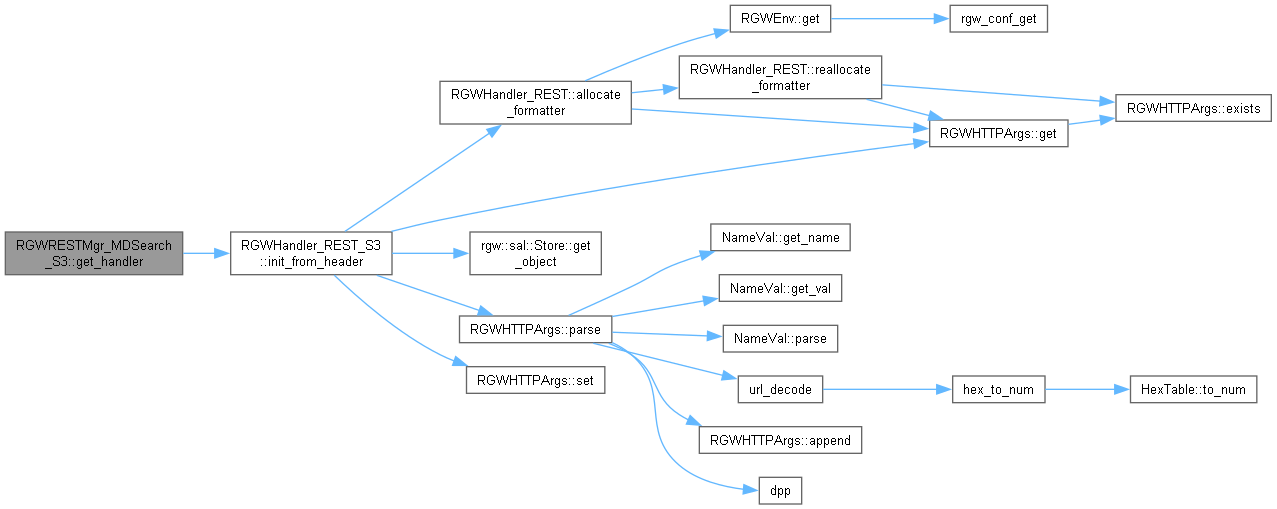 RGWRESTMgr_MDSearch
_S3::get_handler
RGWHandler_REST_S3
::init_from_header
RGWHandler_REST::allocate
_formatter
RGWEnv::get
rgw_conf_get
RGWHandler_REST::reallocate
_formatter
RGWHTTPArgs::get
RGWHTTPArgs::exists
rgw::sal::Store::get
_object
RGWHTTPArgs::parse
RGWHTTPArgs::set
NameVal::get_name
NameVal::get_val
NameVal::parse
url_decode
hex_to_num
HexTable::to_num
RGWHTTPArgs::append
dpp